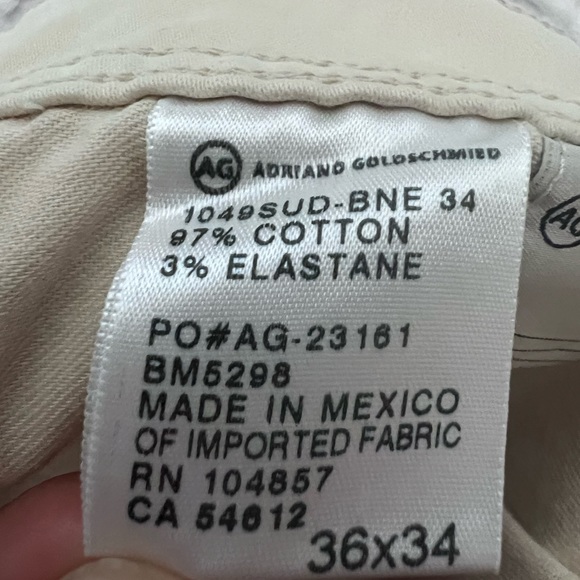 AG ADRIANO GOLDSCHMIED
1049SUD-BNE 34
97% COTTON
3% ELASTANE
PO#AG-23161
BM5298
MADE IN MEXICO
OF IMPORTED FABRIC
RN 104857
CA 54612
36x34
AG